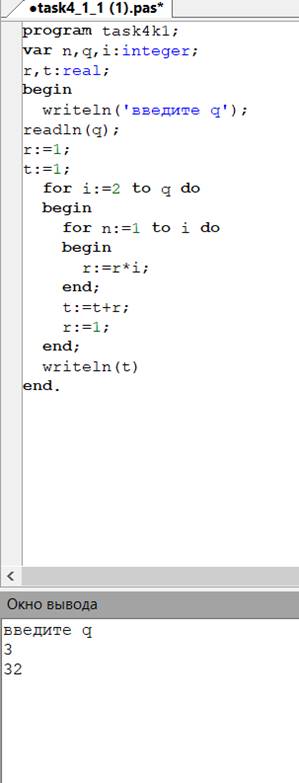 •task4_1_1 (1).pas*
program task4k1;
var n,q,i:integer;
r,t:real;
begin
writeln('введите q');
readln(q);
r:=1;
t:=1;
for i:=2 to q do
begin
for n:=1 to i do
begin
r:=r*i;
end;
t:=t+r;
r:=1;
end;
writeln(t)
end.
Окно вывода
введите q
3
32